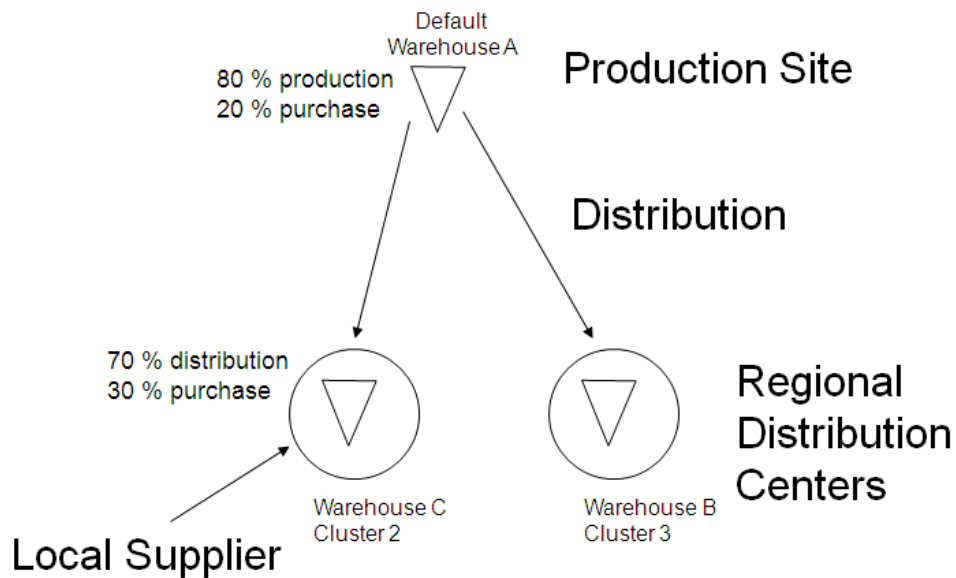 Default
Warehouse A
Production Site
80 % production
20 % purchase
Distribution
70 % distribution
30 % purchase
Regional
Distribution
Centers
Warehouse C
Cluster 2
Warehouse B
Cluster 3
Local Supplier